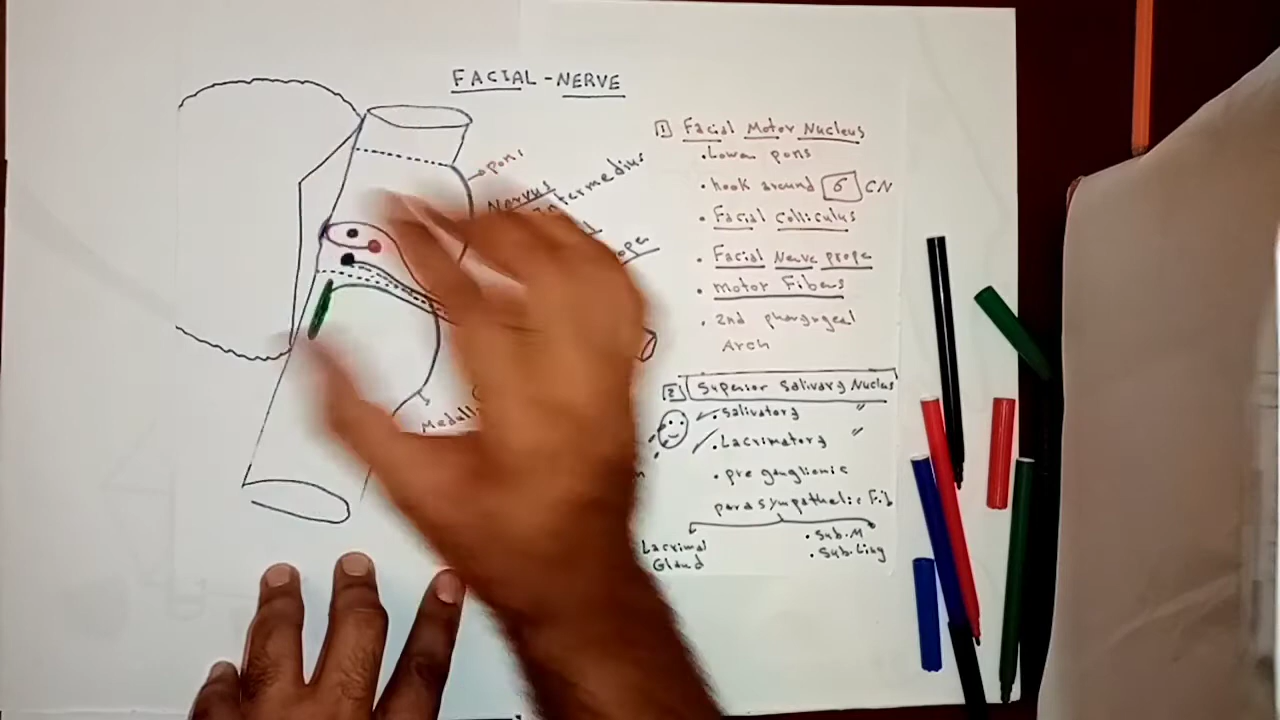 FACIAL - NERVE
pons
Nervus
Intermedius
Medull
1 Facial Motor Nucleus
. Lower pons
. hook around 6 CN
. Facial Colliculus
. Facial Nerve prope
. Motor Fibers
. 2nd pharyngeal
Arch
2 Superior Salivary Nucleus
. Salivatory "
. Lacrimatory "
. pre ganglionic
parasympathetic Fib
Lacrimal
Gland
. Sub.M
. Sub.Ling